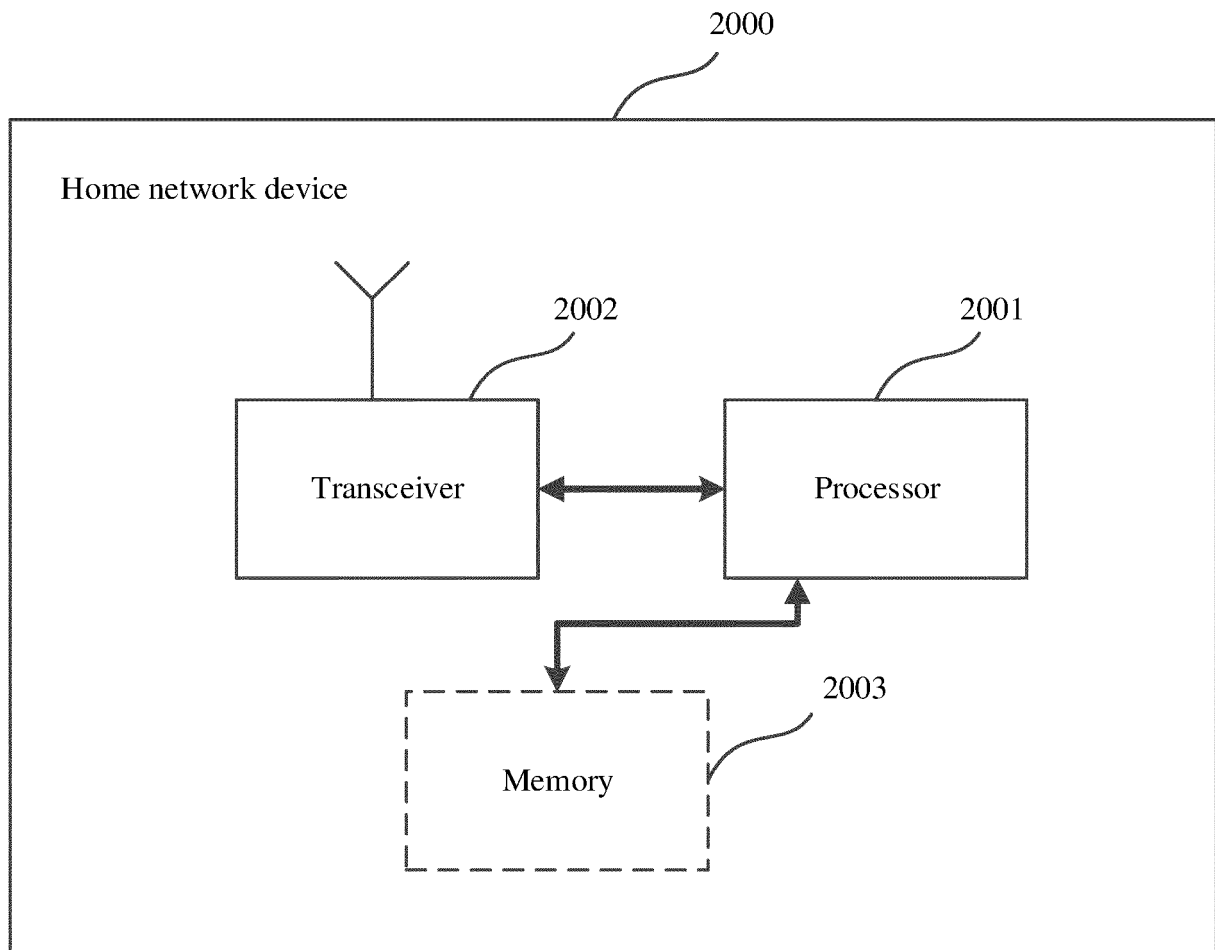 2000
Home network device
2002
2001
Transceiver
Processor
2003
Memory